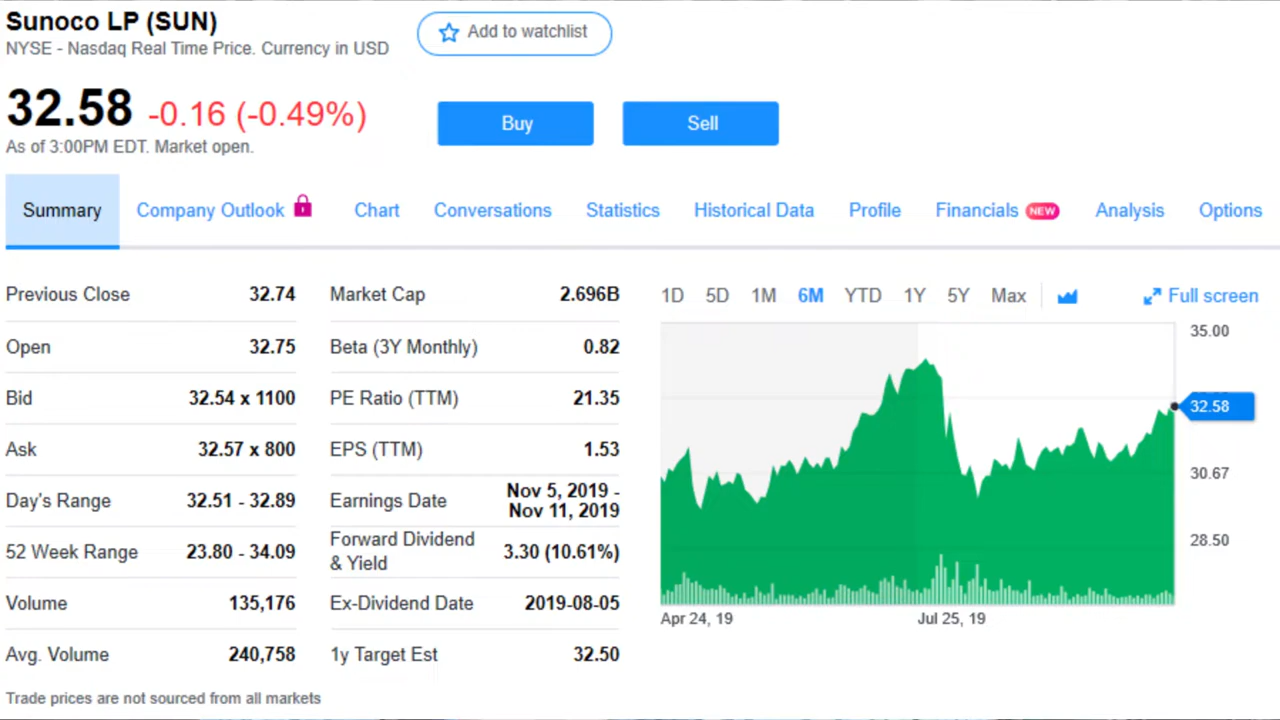 Sunoco LP (SUN)
NYSE - Nasdaq Real Time Price. Currency in USD
Add to watchlist
32.58 -0.16 (-0.49%)
As of 3:00PM EDT. Market open.
Buy
Sell
Summary Company Outlook Chart Conversations Statistics Historical Data Profile Financials NEW Analysis Options
Previous Close 32.74
Open 32.75
Bid 32.54 x 1100
Ask 32.57 x 800
Day's Range 32.51 - 32.89
52 Week Range 23.80 - 34.09
Volume 135,176
Avg. Volume 240,758
Market Cap 2.696B
Beta (3Y Monthly) 0.82
PE Ratio (TTM) 21.35
EPS (TTM) 1.53
Earnings Date Nov 5, 2019 -
Nov 11, 2019
Forward Dividend
& Yield 3.30 (10.61%)
Ex-Dividend Date 2019-08-05
1y Target Est 32.50
1D 5D 1M 6M YTD 1Y 5Y Max Full screen
35.00
32.58
30.67
28.50
Apr 24, 19 Jul 25, 19
Trade prices are not sourced from all markets